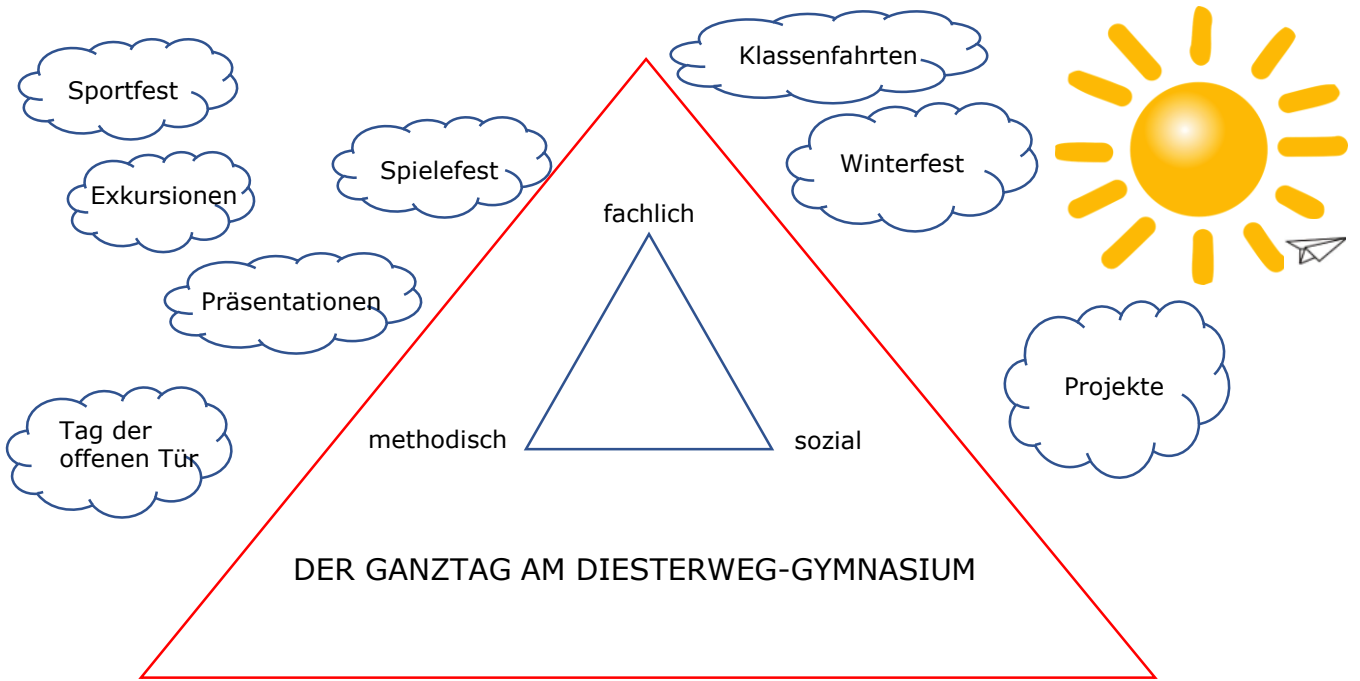 Klassenfahrten
Sportfest
Spielefest
Winterfest
Exkursionen
fachlich
Präsentationen
Projekte
Tag der
offenen Tür
methodisch
sozial
DER GANZTAG AM DIESTERWEG-GYMNASIUM